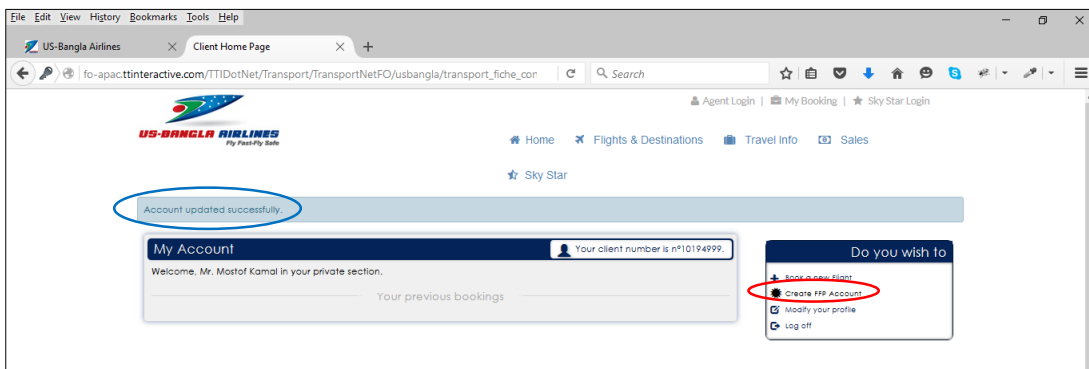 File Edit View History Bookmarks Tools Help
US-Bangla Airlines
Client Home Page
fo-apac.ttinteractive.com/TTIDotNet/Transport/TransportNetFO/usbangla/transport_fiche_con
Search
Agent Login | My Booking | Sky Star Login
US-BANGLA AIRLINES
Fly Fast-Fly Safe
Home Flights & Destinations Travel Info Sales
Sky Star
Account updated successfully.
My Account
Your client number is n°10194999.
Welcome, Mr. Mostof Kamal in your private section.
Your previous bookings
Do you wish to
Book a new Flight
Create FFP Account
Modify your profile
Log off